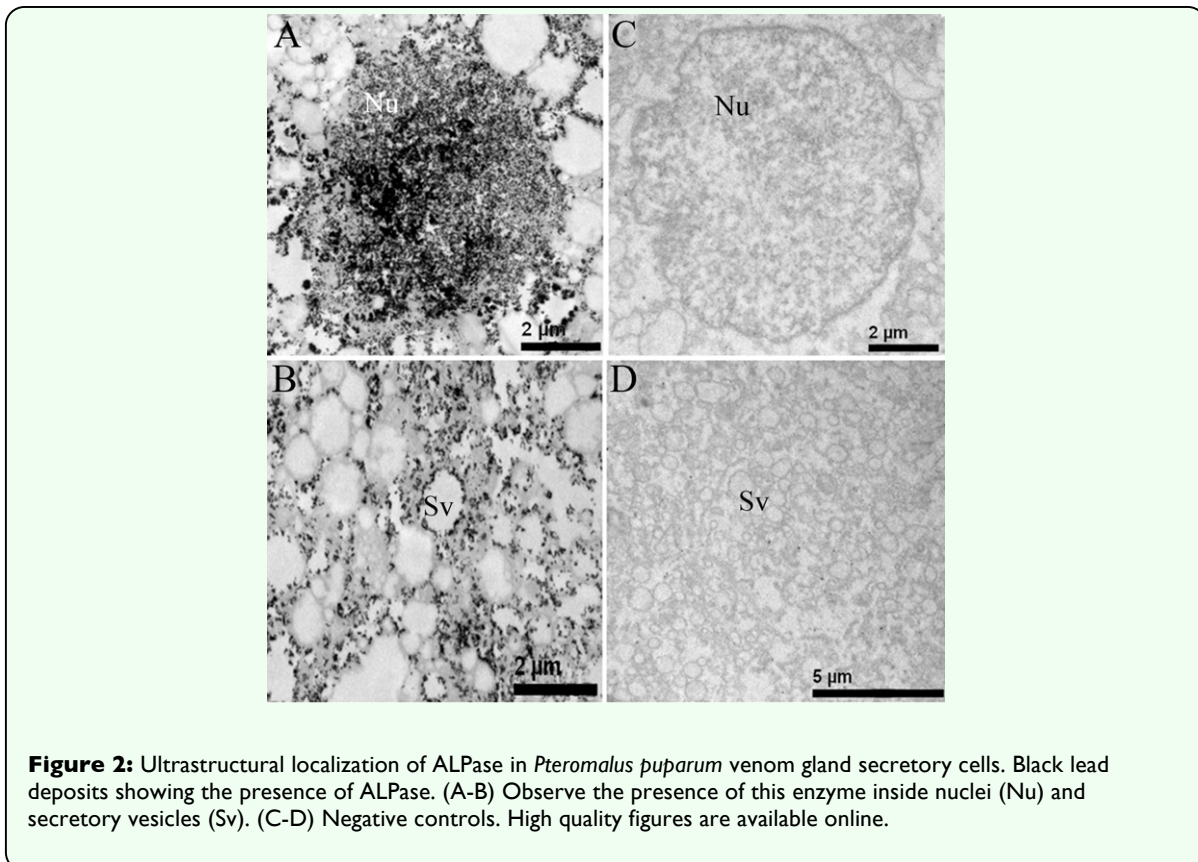 A
Nu
2 µm
C
Nu
2 µm
B
Sv
2 µm
D
Sv
5 µm
Figure 2: Ultrastructural localization of ALPase in Pteromalus puparum venom gland secretory cells. Black lead
deposits showing the presence of ALPase. (A-B) Observe the presence of this enzyme inside nuclei (Nu) and
secretory vesicles (Sv). (C-D) Negative controls. High quality figures are available online.